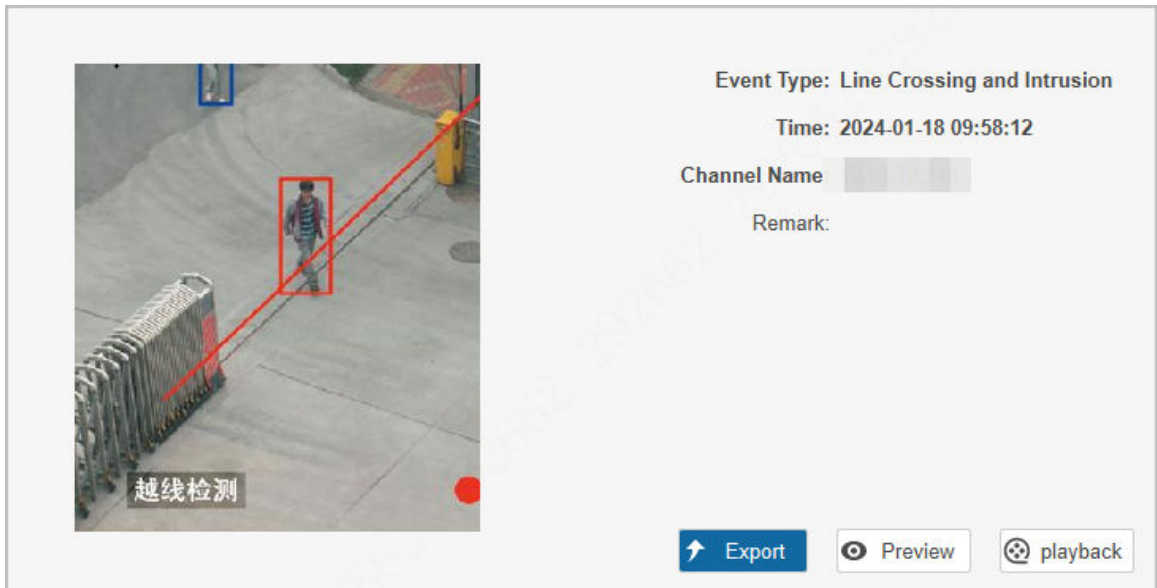 Event Type: Line Crossing and Intrusion
Time: 2024-01-18 09:58:12
Channel Name
Remark:
越线检测
Export
Preview
playback